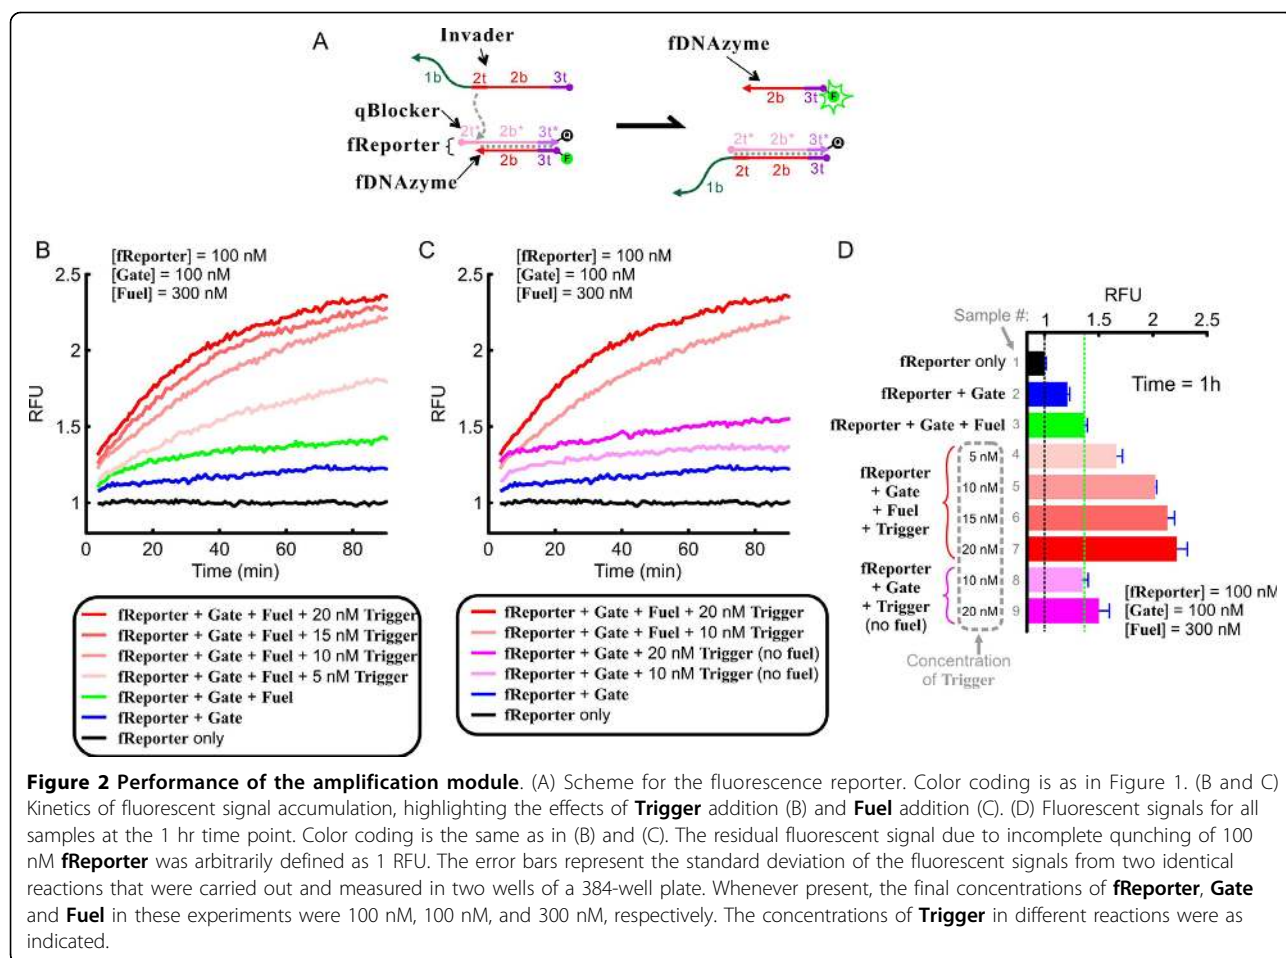 A
Invader
1b 2t 2b 3t
qBlocker
2t* 2b* 3t* Q
fReporter
2b 3t F
fDNAzyme
fDNAzyme
2b 3t F
2t* 2b* 3t* Q
1b 2t 2b 3t
B
[fReporter] = 100 nM
[Gate] = 100 nM
[Fuel] = 300 nM
2.5
2
1.5
1
RFU
0 20 40 60 80
Time (min)
fReporter + Gate + Fuel + 20 nM Trigger
fReporter + Gate + Fuel + 15 nM Trigger
fReporter + Gate + Fuel + 10 nM Trigger
fReporter + Gate + Fuel + 5 nM Trigger
fReporter + Gate + Fuel
fReporter + Gate
fReporter only
C
[fReporter] = 100 nM
[Gate] = 100 nM
[Fuel] = 300 nM
2.5
2
1.5
1
RFU
0 20 40 60 80
Time (min)
fReporter + Gate + Fuel + 20 nM Trigger
fReporter + Gate + Fuel + 10 nM Trigger
fReporter + Gate + 20 nM Trigger (no fuel)
fReporter + Gate + 10 nM Trigger (no fuel)
fReporter + Gate
fReporter only
D
RFU
Sample #: 1 1.5 2 2.5
fReporter only 1
Time = 1h
fReporter + Gate 2
fReporter + Gate + Fuel 3
fReporter
+ Gate
+ Fuel
+ Trigger
5 nM 4
10 nM 5
15 nM 6
20 nM 7
fReporter
+ Gate
+ Trigger
(no fuel)
10 nM 8
20 nM 9
[fReporter] = 100 nM
[Gate] = 100 nM
[Fuel] = 300 nM
Concentration
of Trigger
Figure 2 Performance of the amplification module. (A) Scheme for the fluorescence reporter. Color coding is as in Figure 1. (B and C)
Kinetics of fluorescent signal accumulation, highlighting the effects of Trigger addition (B) and Fuel addition (C). (D) Fluorescent signals for all
samples at the 1 hr time point. Color coding is the same as in (B) and (C). The residual fluorescent signal due to incomplete qunching of 100
nM fReporter was arbitrarily defined as 1 RFU. The error bars represent the standard deviation of the fluorescent signals from two identical
reactions that were carried out and measured in two wells of a 384-well plate. Whenever present, the final concentrations of fReporter, Gate
and Fuel in these experiments were 100 nM, 100 nM, and 300 nM, respectively. The concentrations of Trigger in different reactions were as
indicated.